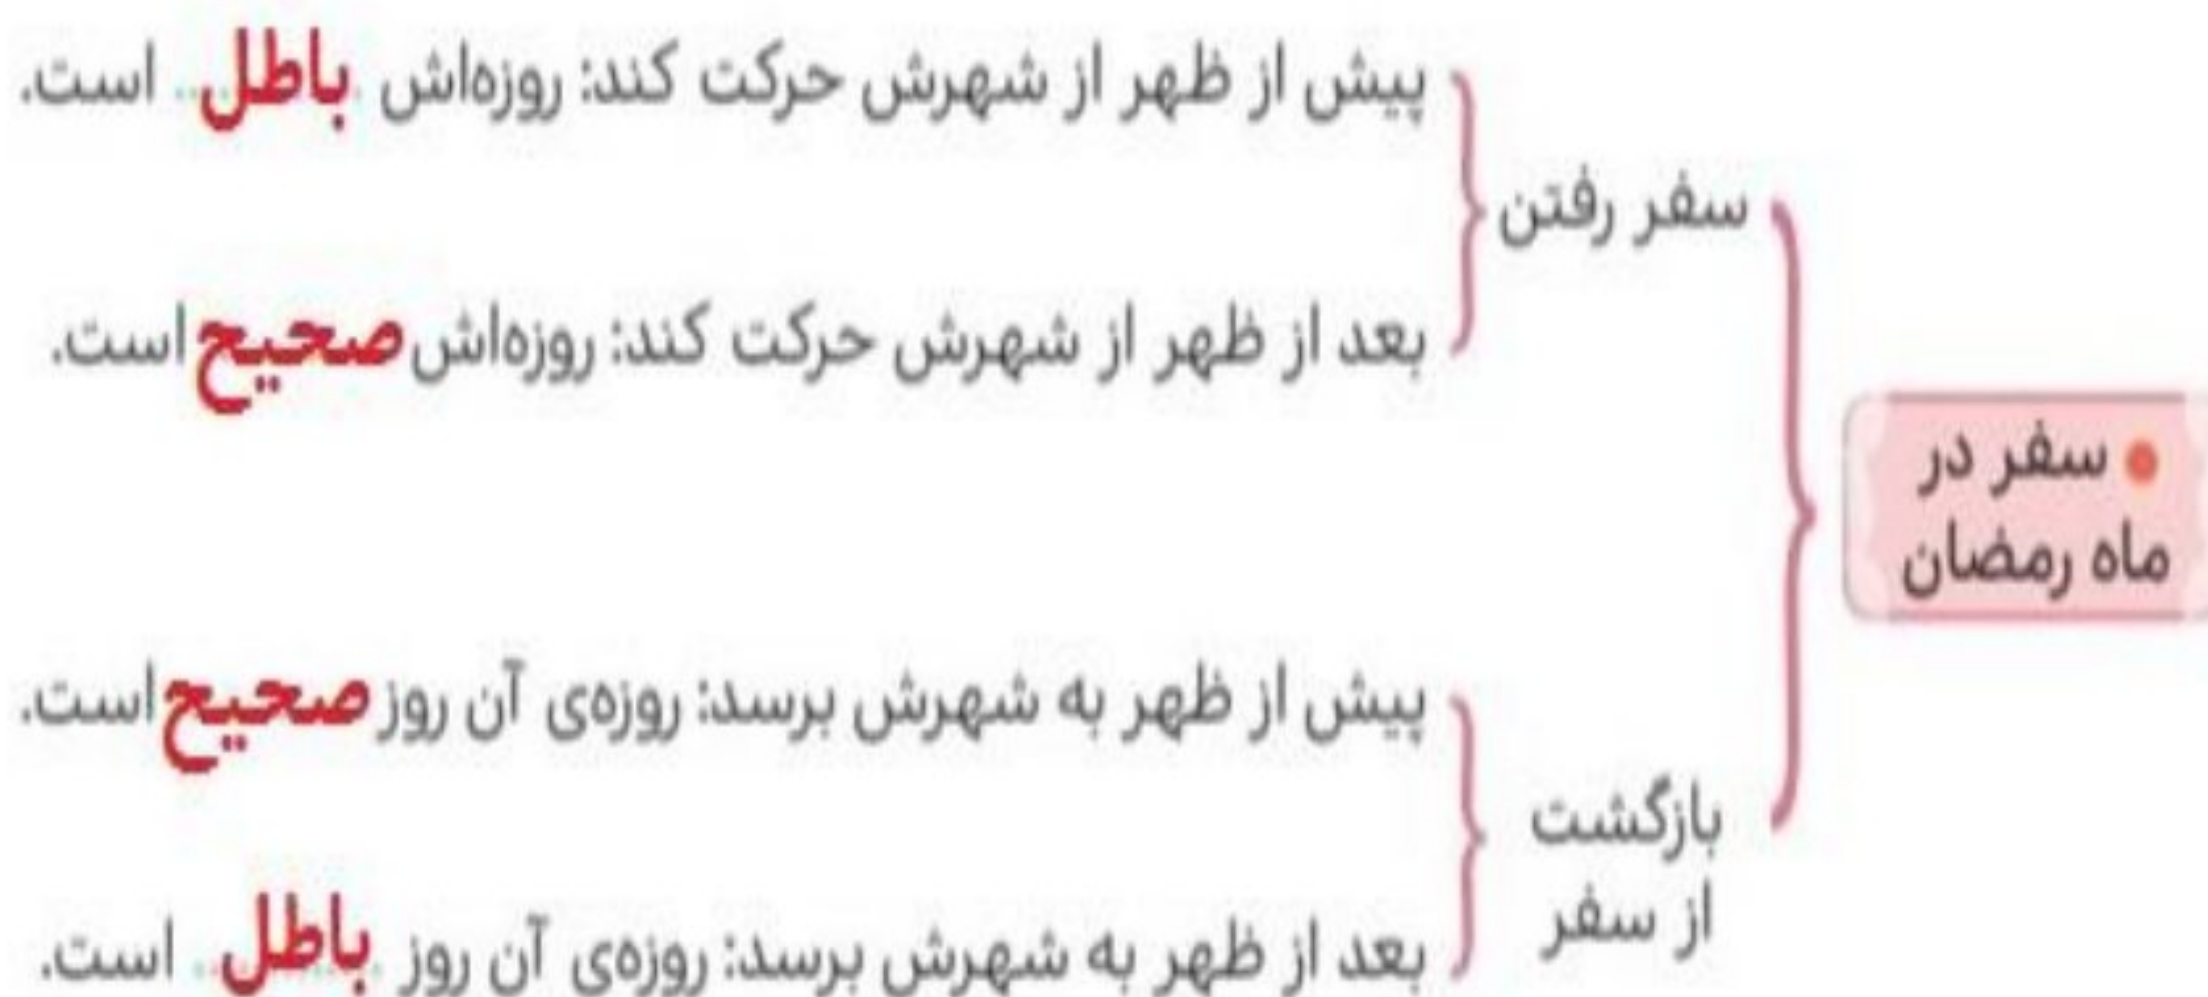 سفر در
ماه رمضان
سفر رفتن
پیش از ظهر از شهرش حرکت کند: روزه‌اش باطل است.
بعد از ظهر از شهرش حرکت کند: روزه‌اش صحیح است.
بازگشت
از سفر
پیش از ظهر به شهرش برسد: روزه‌ی آن روز صحیح است.
بعد از ظهر به شهرش برسد: روزه‌ی آن روز باطل است.